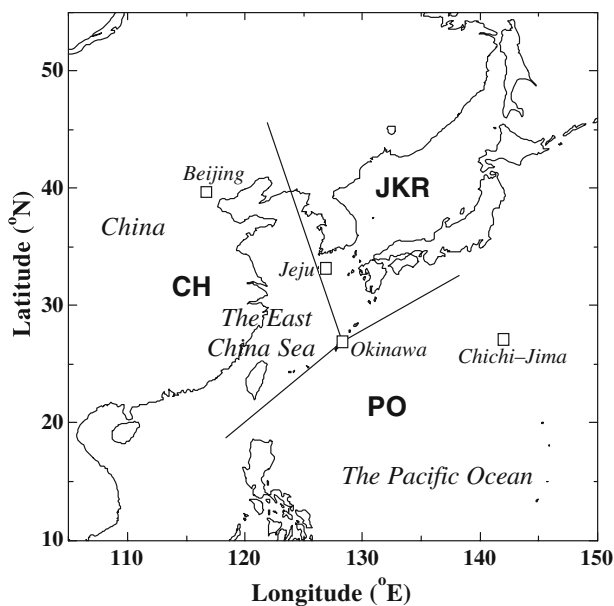 50
40
30
20
10
Latitude (°N)
Beijing
China
JKR
Jeju
CH
The East
China Sea
Okinawa
Chichi–Jima
PO
The Pacific Ocean
110 120 130 140 150
Longitude (°E)